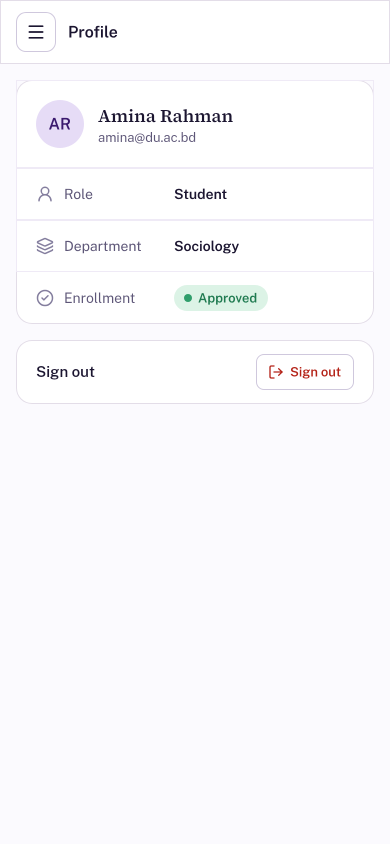 Profile
AR
Amina Rahman
amina@du.ac.bd
Role Student
Department Sociology
Enrollment Approved
Sign out Sign out